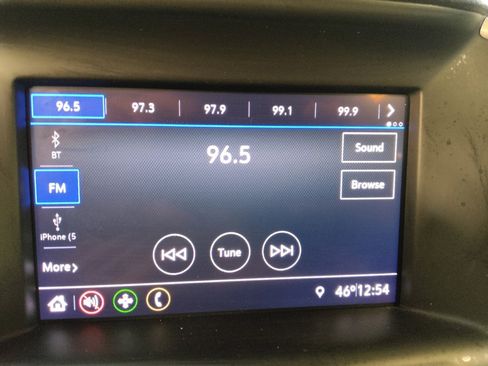 96.5 97.3 97.9 99.1 99.9
BT
96.5
Sound
FM
Browse
iPhone (5
Tune
More
46° 12:54